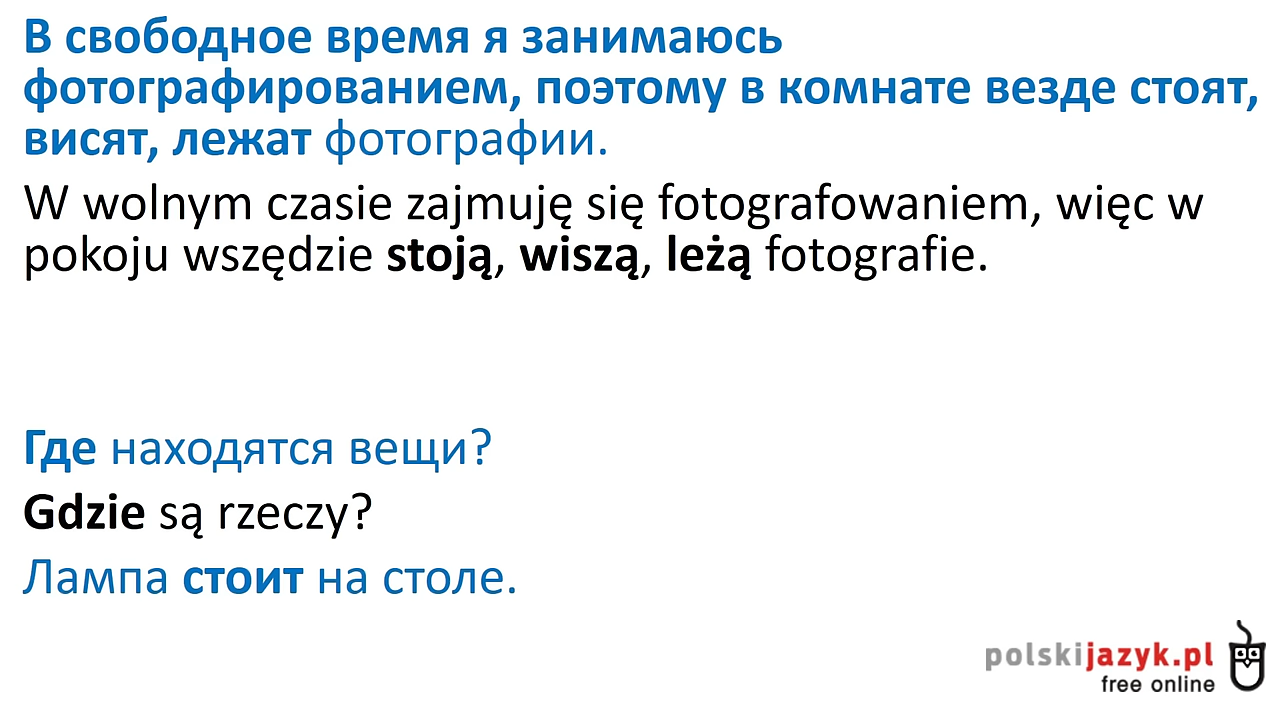 В свободное время я занимаюсь
фотографированием, поэтому в комнате везде стоят,
висят, лежат фотографии.
W wolnym czasie zajmuję się fotografowaniem, więc w
pokoju wszędzie stoją, wiszą, leżą fotografie.
Где находятся вещи?
Gdzie są rzeczy?
Лампа стоит на столе.
polskijazyk.pl
free online